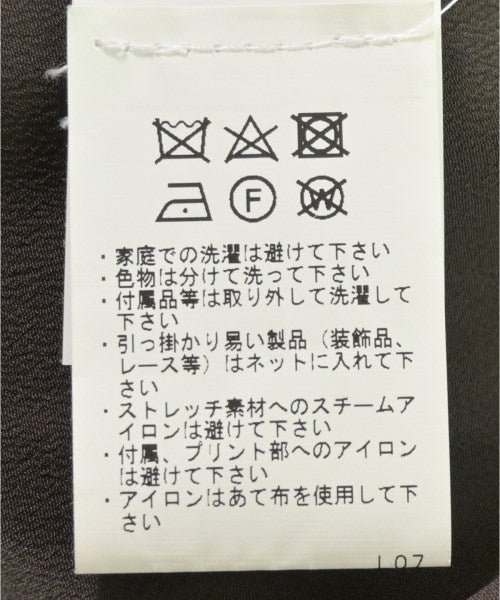 F
W
・家庭での洗濯は避けて下さい
・色物は分けて洗って下さい
・付属品等は取り外して洗濯して
下さい
・引っ掛かり易い製品（装飾品、
レース等）はネットに入れて下
さい
・ストレッチ素材へのスチームア
イロンは避けて下さい
・付属、プリント部へのアイロン
は避けて下さい
・アイロンはあて布を使用して下
さい
L07